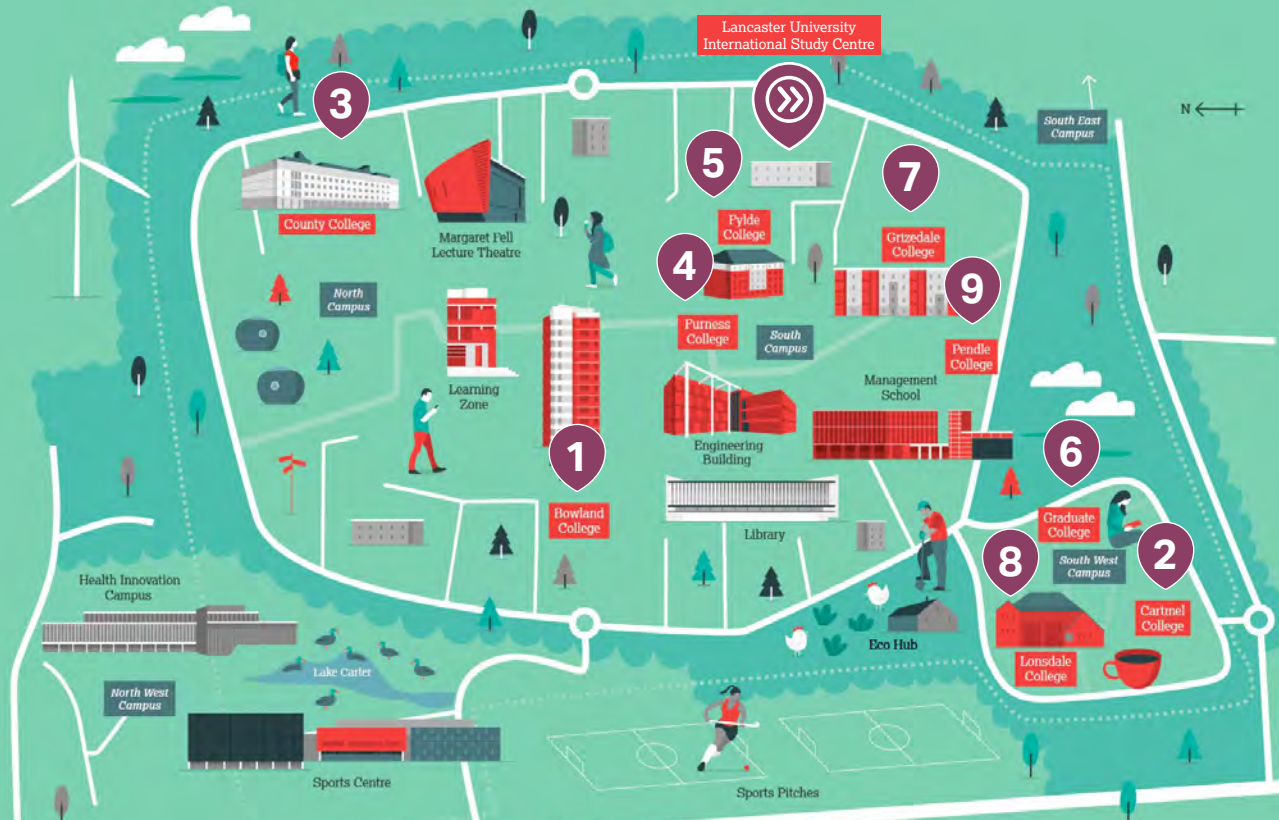 Lancaster University
International Study Centre
3
5
7
South East
Campus
N
County College
Margaret Fell
Lecture Theatre
Fylde
College
Grizedale
College
4
9
North
Campus
Furness
College
South
Campus
Pendle
College
Learning
Zone
Management
School
1
Engineering
Building
6
Bowland
College
Library
Graduate
College
8
South West
Campus
2
Health Innovation
Campus
Cartmel
College
Eco Hub
Lonsdale
College
Lake Carter
North West
Campus
Sports Centre
Sports Pitches